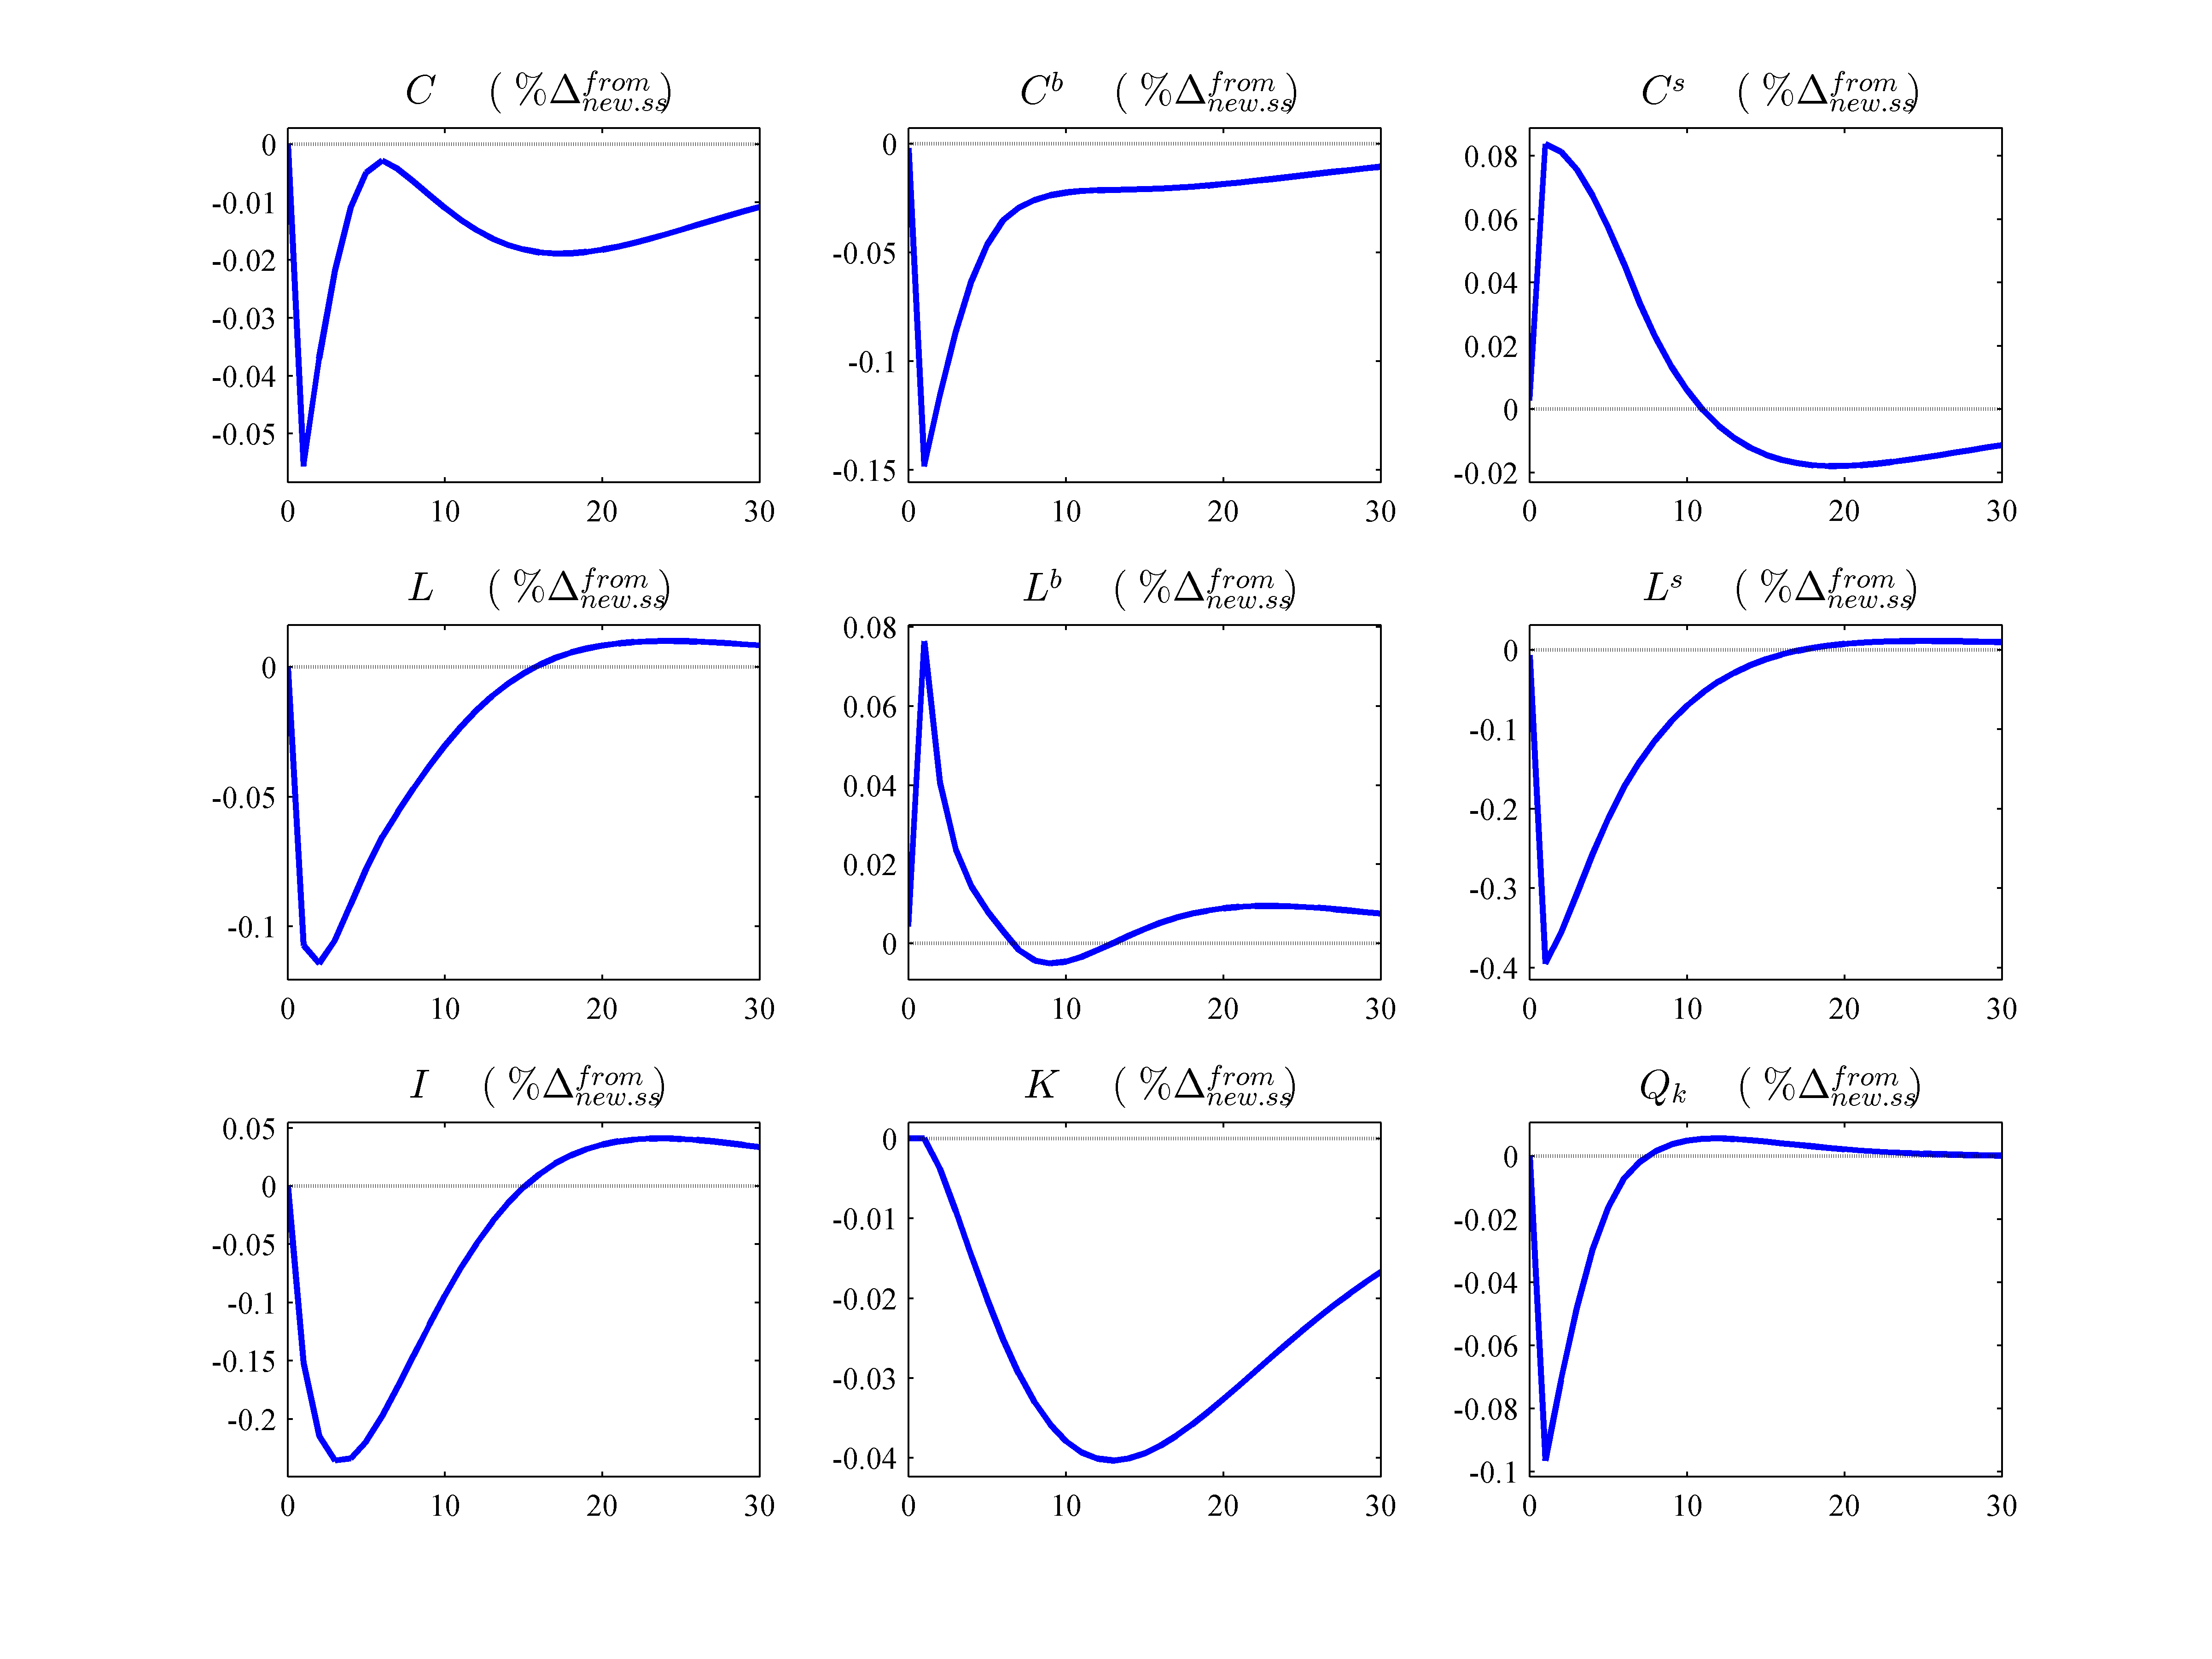 C ( %Δ^{from}_{new.ss})
0
-0.01
-0.02
-0.03
-0.04
-0.05
0 10 20 30
C^b ( %Δ^{from}_{new.ss})
0
-0.05
-0.1
-0.15
0 10 20 30
C^s ( %Δ^{from}_{new.ss})
0.08
0.06
0.04
0.02
0
-0.02
0 10 20 30
L ( %Δ^{from}_{new.ss})
0
-0.05
-0.1
0 10 20 30
L^b ( %Δ^{from}_{new.ss})
0.08
0.06
0.04
0.02
0
0 10 20 30
L^s ( %Δ^{from}_{new.ss})
0
-0.1
-0.2
-0.3
-0.4
0 10 20 30
I ( %Δ^{from}_{new.ss})
0.05
0
-0.05
-0.1
-0.15
-0.2
0 10 20 30
K ( %Δ^{from}_{new.ss})
0
-0.01
-0.02
-0.03
-0.04
0 10 20 30
Q_k ( %Δ^{from}_{new.ss})
0
-0.02
-0.04
-0.06
-0.08
-0.1
0 10 20 30